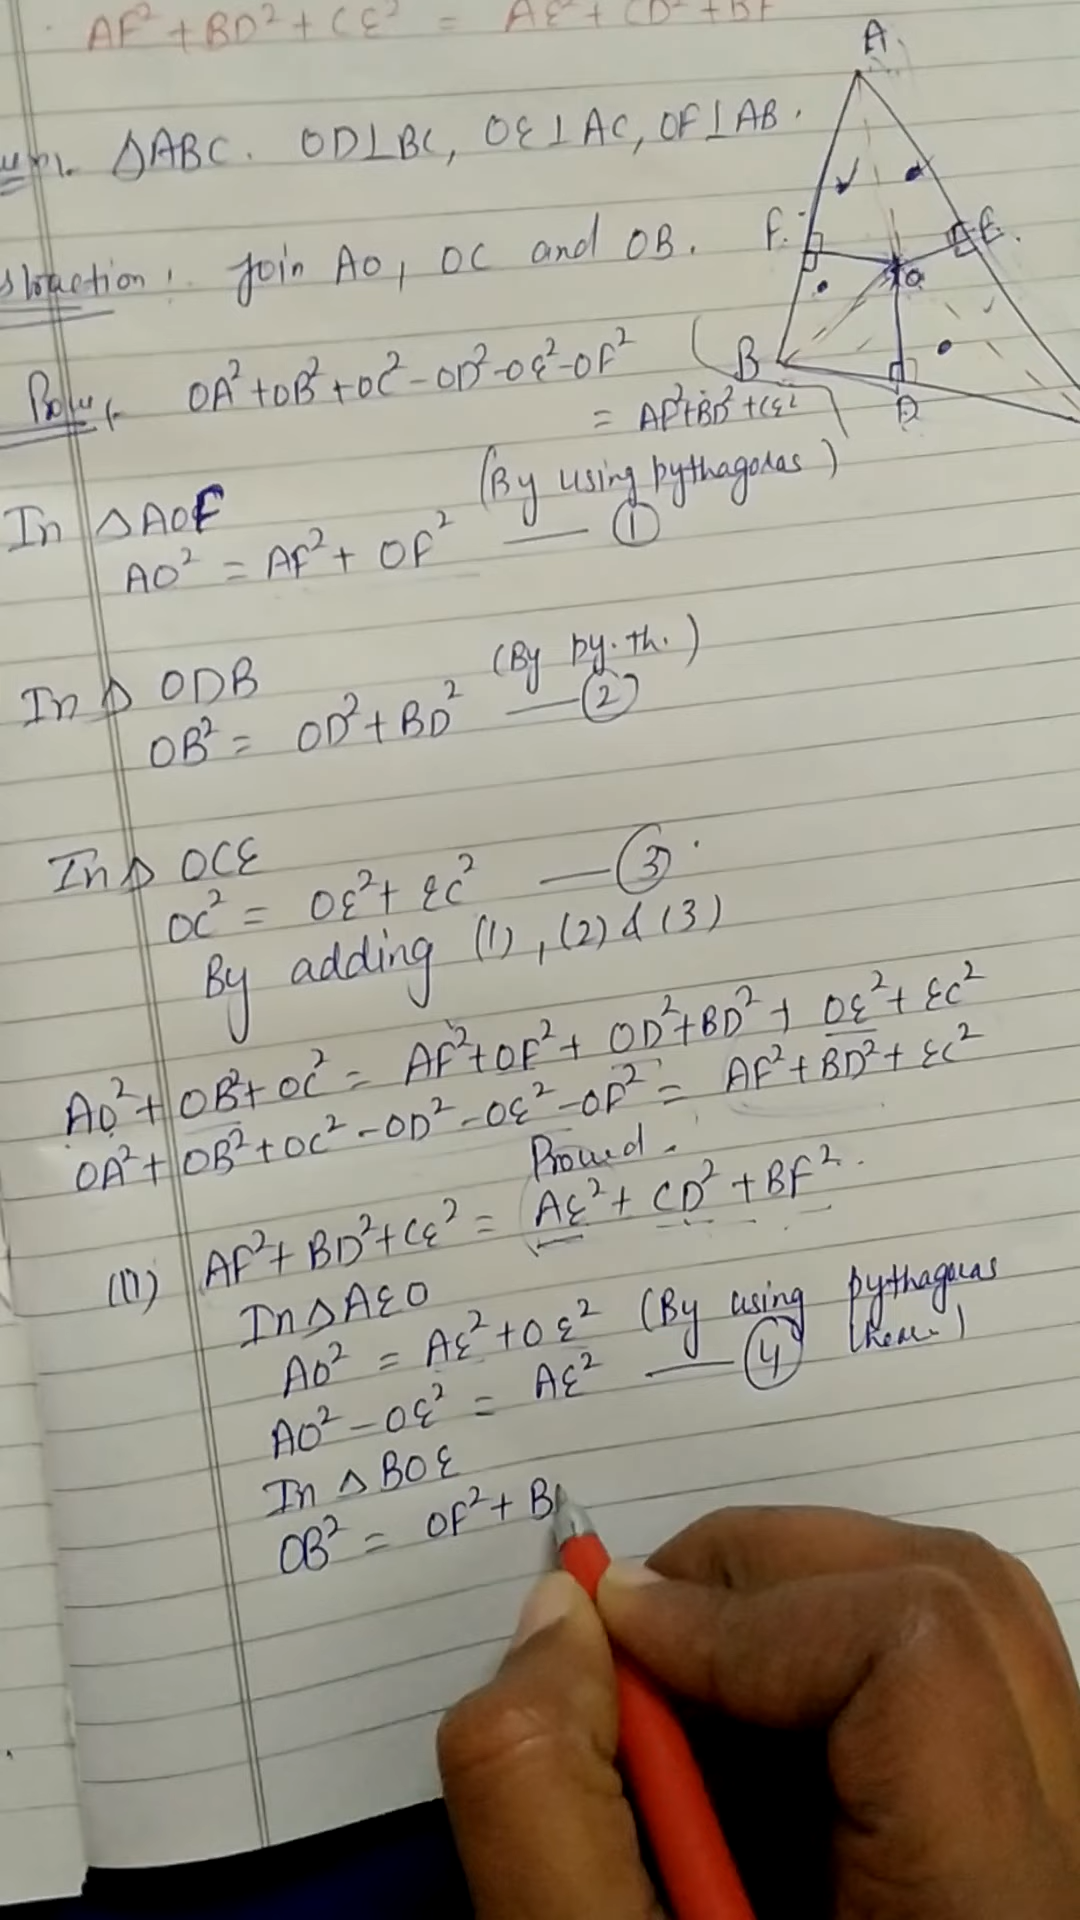 AF² + BD² + CE² = AE² + CD² + BF²
△ABC. OD⊥BC, OE⊥AC, OF⊥AB.
Join AO, OC and OB.
OA² + OB² + OC² - OD² - OE² - OF²
= AF² + BD² + CE²
In △AOF (By using pythagoras)
AO² = AF² + OF² — ①
In △ ODB (By py. th.)
OB² = OD² + BD² — ②
In △ OCE
OC² = OE² + EC² — ③
By adding (1), (2) & (3)
AO² + OB² + OC² = AF² + OF² + OD² + BD² + OE² + EC²
OA² + OB² + OC² - OD² - OE² - OF² = AF² + BD² + EC²
Proved.
(II) AF² + BD² + CE² = AE² + CD² + BF².
In △AEO
AO² = AE² + OE² (By using pythagoras
AO² - OE² = AE² — ④
In △ BOE
OB² = OF² + B
A.
F.
E.
O
B
D